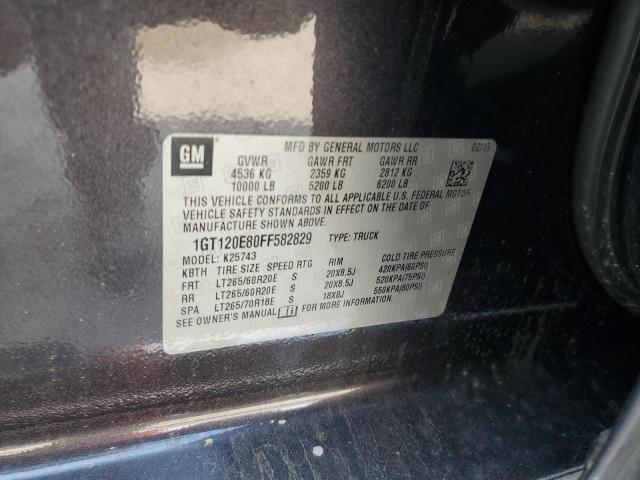 GM
MFD BY GENERAL MOTORS LLC 02/15
GVWR GAWR FRT GAWR RR
4536 KG 2359 KG 2812 KG
10000 LB 5200 LB 6200 LB
THIS VEHICLE CONFORMS TO ALL APPLICABLE U.S. FEDERAL MOTOR
VEHICLE SAFETY STANDARDS IN EFFECT ON THE DATE OF
MANUFACTURE SHOWN ABOVE.
1GT120E80FF582829 TYPE: TRUCK
MODEL: K25743
KBTH TIRE SIZE SPEED RTG RIM COLD TIRE PRESSURE
FRT LT265/60R20E S 20X8.5J 420KPA(60PSI)
RR LT265/60R20E S 20X8.5J 520KPA(75PSI)
SPA LT265/70R18E S 18X8J 550KPA(80PSI)
SEE OWNER'S MANUAL FOR MORE INFORMATION.